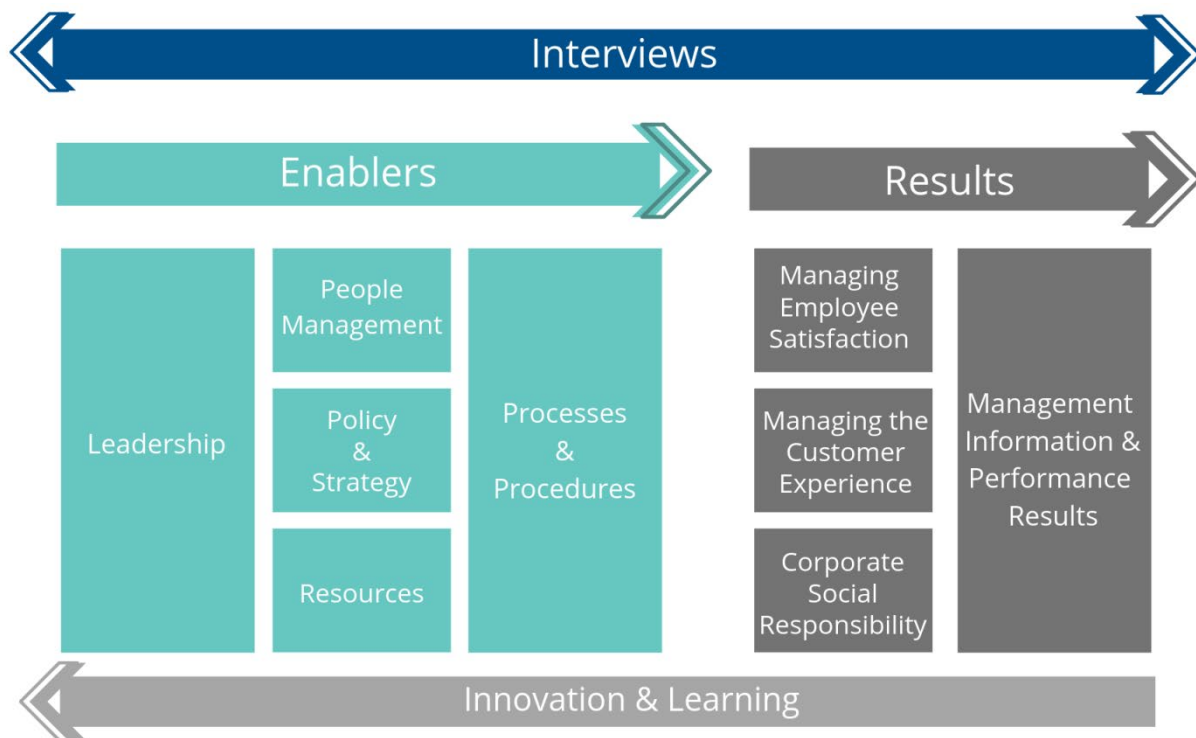 Interviews
Enablers
Results
Leadership
People
Management
Policy
&
Strategy
Resources
Processes
&
Procedures
Managing
Employee
Satisfaction
Managing the
Customer
Experience
Corporate
Social
Responsibility
Management
Information &
Performance
Results
Innovation & Learning